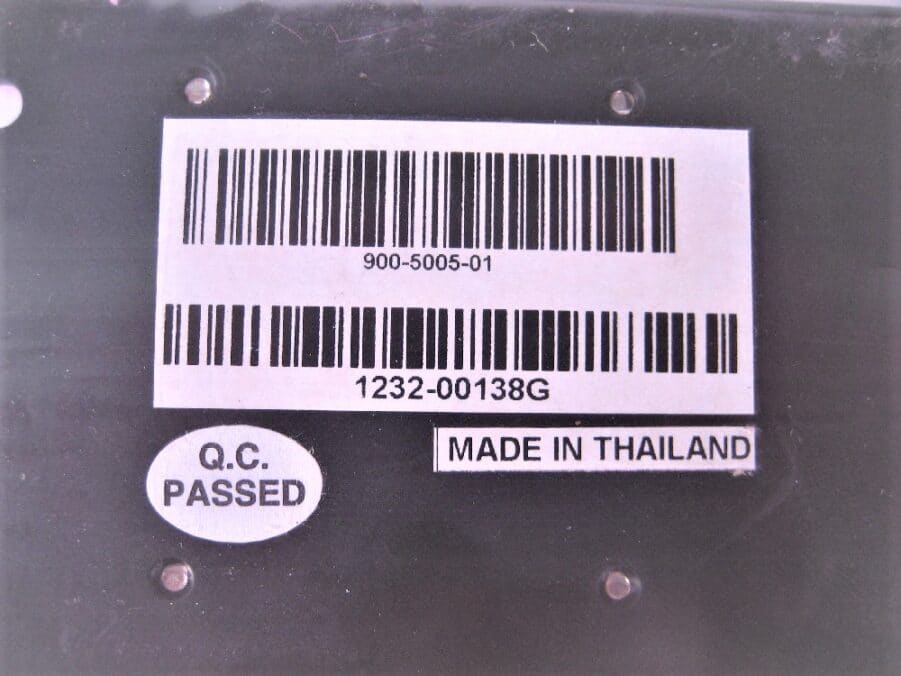 900-5005-01
1232-00138G
Q.C.
PASSED
MADE IN THAILAND